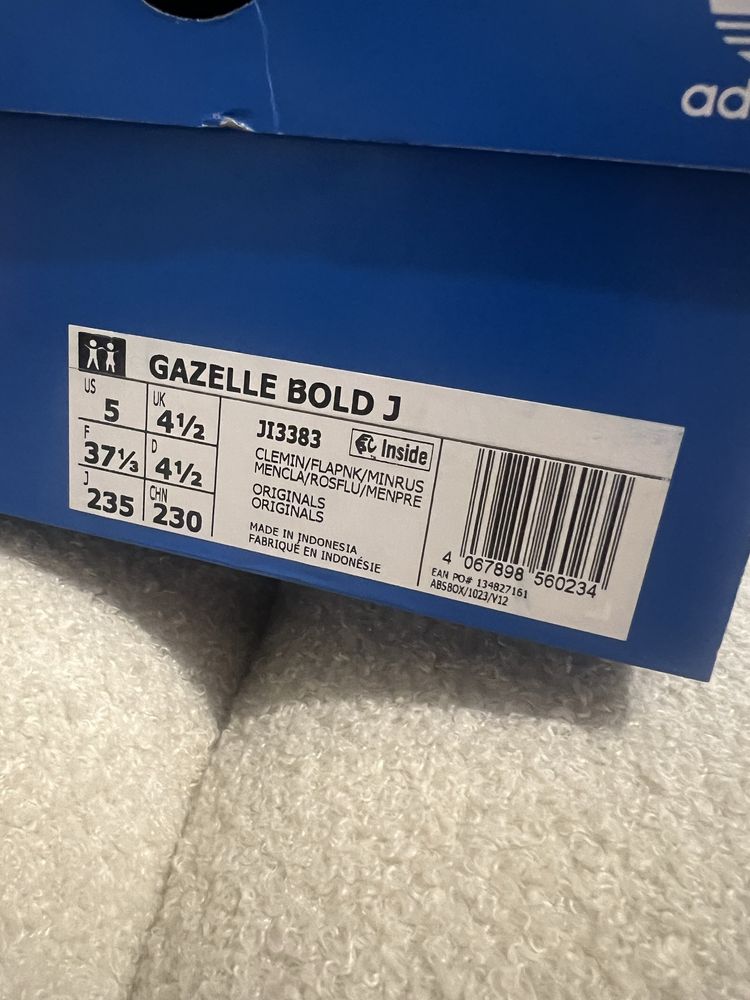 ad
GAZELLE BOLD J
US 5 UK 4½
F 37⅓ D 4½
J 235 CHN 230
JI3383 Inside
CLEMIN/FLAPNK/MINRUS
MENCLA/ROSFLU/MENPRE
ORIGINALS
ORIGINALS
MADE IN INDONESIA
FABRIQUÉ EN INDONÉSIE
4 067898 560234
EAN PO# 134827161
ABSBOX/1023/V12